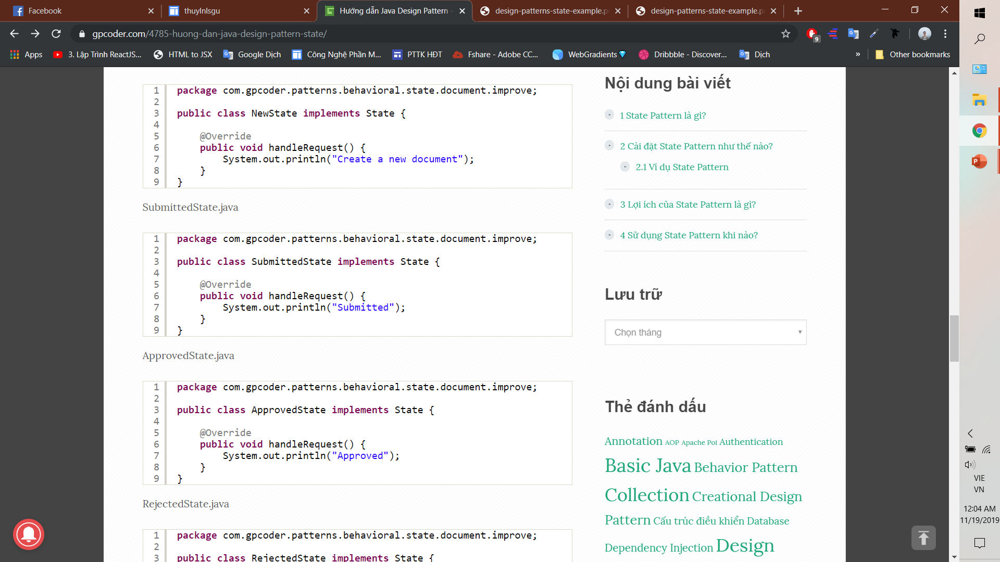 Facebook
thuylnlsgu
Hướng dẫn Java Design Pattern -
design-patterns-state-example.p
design-patterns-state-example.p
gpcoder.com/4785-huong-dan-java-design-pattern-state/
9
Apps
3. Lập Trình ReactJS...
HTML to JSX
Google Dịch
Công Nghệ Phần M...
PTTK HĐT
Fshare - Adobe CC...
WebGradients
Dribbble - Discover...
Dịch
»
Other bookmarks
1 package com.gpcoder.patterns.behavioral.state.document.improve;
2
3 public class NewState implements State {
4
5 @Override
6 public void handleRequest() {
7 System.out.println("Create a new document");
8 }
9 }
SubmittedState.java
1 package com.gpcoder.patterns.behavioral.state.document.improve;
2
3 public class SubmittedState implements State {
4
5 @Override
6 public void handleRequest() {
7 System.out.println("Submitted");
8 }
9 }
ApprovedState.java
1 package com.gpcoder.patterns.behavioral.state.document.improve;
2
3 public class ApprovedState implements State {
4
5 @Override
6 public void handleRequest() {
7 System.out.println("Approved");
8 }
9 }
RejectedState.java
1 package com.gpcoder.patterns.behavioral.state.document.improve;
2
3 public class RejectedState implements State {
Nội dung bài viết
1 State Pattern là gì?
2 Cài đặt State Pattern như thế nào?
2.1 Ví dụ State Pattern
3 Lợi ích của State Pattern là gì?
4 Sử dụng State Pattern khi nào?
Lưu trữ
Chọn tháng
Thẻ đánh dấu
Annotation AOP Apache Poi Authentication
Basic Java Behavior Pattern
Collection Creational Design
Pattern Cấu trúc điều khiển Database
Dependency Injection Design
P
VIE
VN
12:04 AM
11/19/2019